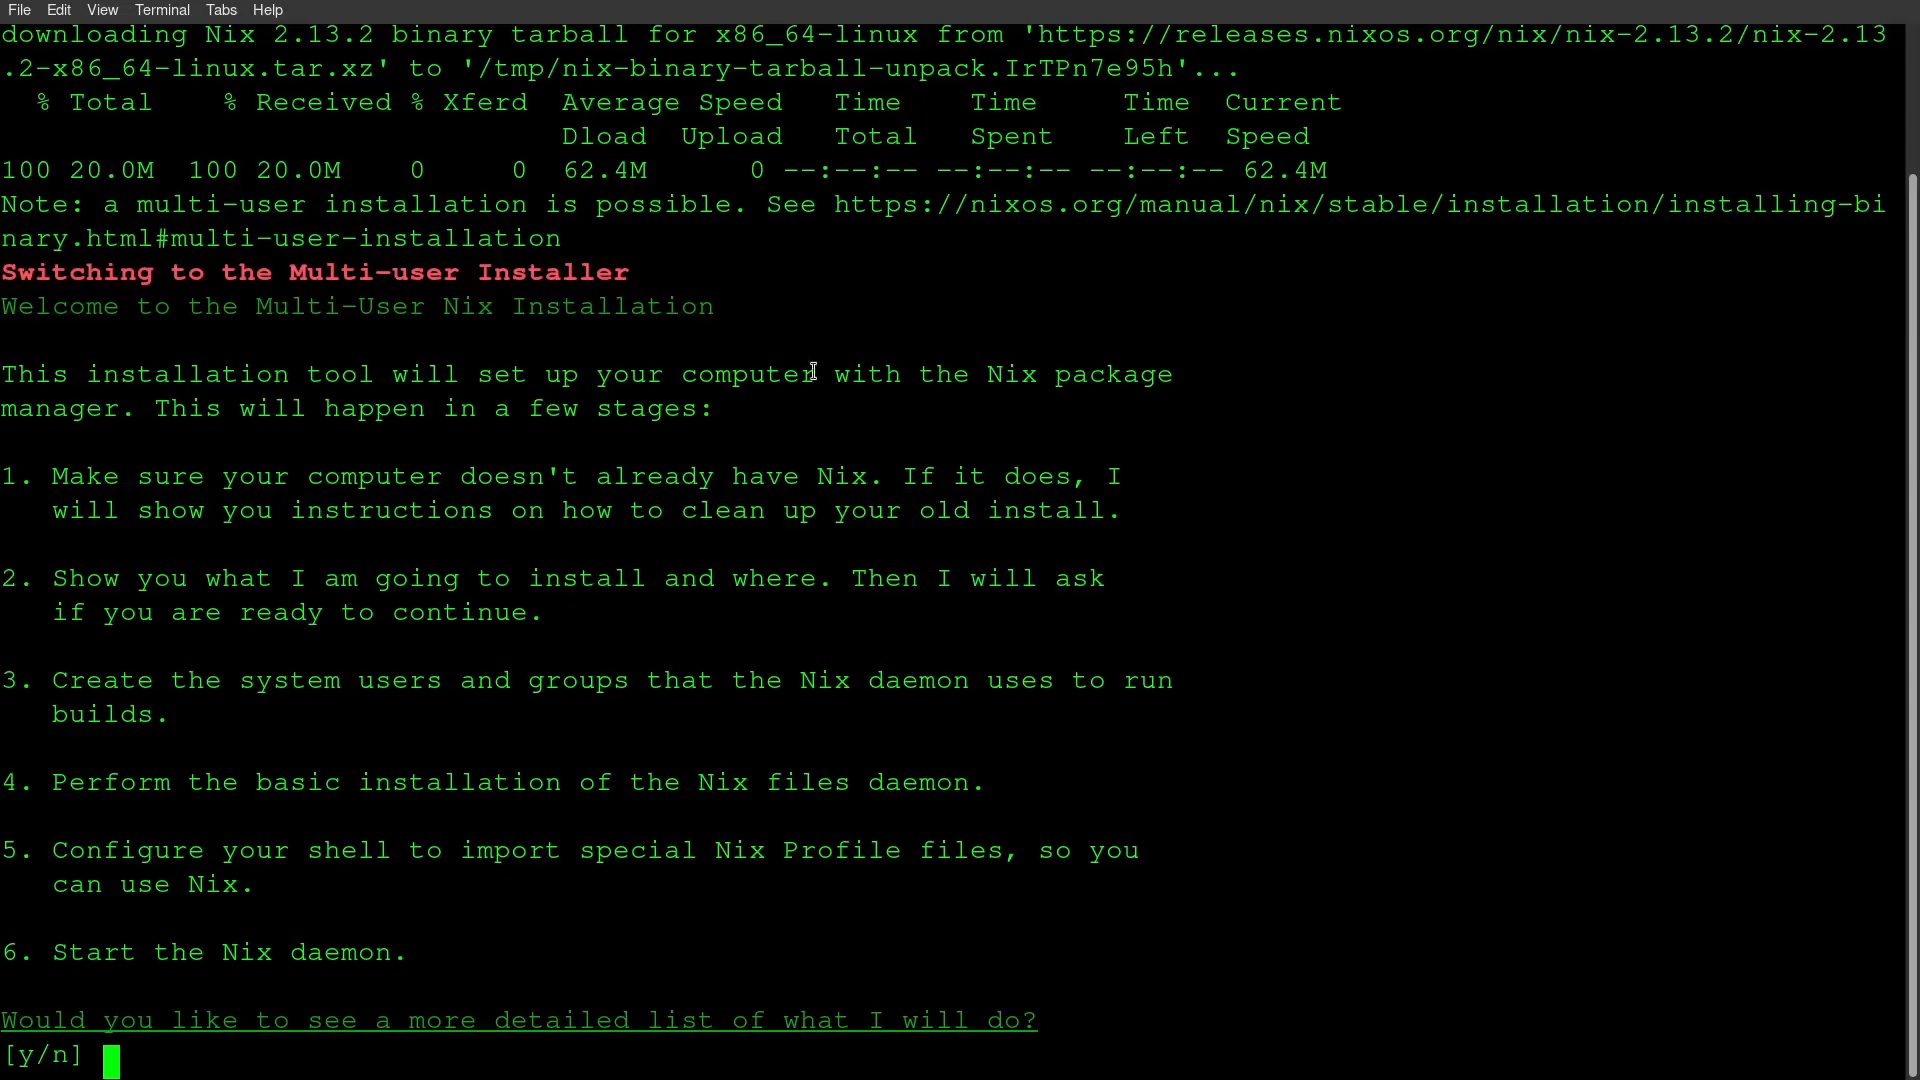 File Edit View Terminal Tabs Help
downloading Nix 2.13.2 binary tarball for x86_64-linux from 'https://releases.nixos.org/nix/nix-2.13.2/nix-2.13
.2-x86_64-linux.tar.xz' to '/tmp/nix-binary-tarball-unpack.IrTPn7e95h'...
  % Total    % Received % Xferd  Average Speed   Time    Time     Time  Current
                                 Dload  Upload   Total   Spent    Left  Speed
100 20.0M  100 20.0M    0     0  62.4M      0 --:--:-- --:--:-- --:--:-- 62.4M
Note: a multi-user installation is possible. See https://nixos.org/manual/nix/stable/installation/installing-bi
nary.html#multi-user-installation
Switching to the Multi-user Installer
Welcome to the Multi-User Nix Installation
This installation tool will set up your computer with the Nix package
manager. This will happen in a few stages:
1. Make sure your computer doesn't already have Nix. If it does, I
   will show you instructions on how to clean up your old install.
2. Show you what I am going to install and where. Then I will ask
   if you are ready to continue.
3. Create the system users and groups that the Nix daemon uses to run
   builds.
4. Perform the basic installation of the Nix files daemon.
5. Configure your shell to import special Nix Profile files, so you
   can use Nix.
6. Start the Nix daemon.
Would you like to see a more detailed list of what I will do?
[y/n]